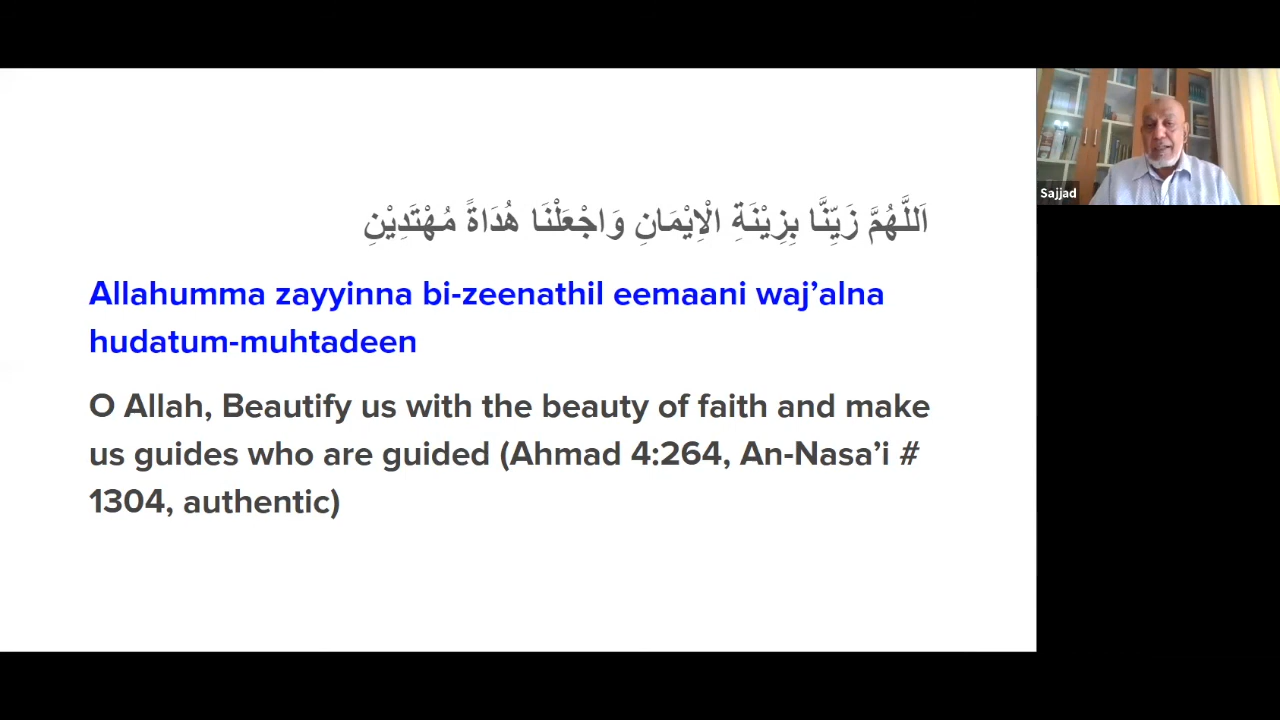 اَللَّهُمَّ زَيِّنَّا بِزِيْنَةِ الْاِيْمَانِ وَاجْعَلْنَا هُدَاةً مُهْتَدِيْنِ
Allahumma zayyinna bi-zeenathil eemaani waj’alna
hudatum-muhtadeen
O Allah, Beautify us with the beauty of faith and make
us guides who are guided (Ahmad 4:264, An-Nasa’i #
1304, authentic)
Sajjad